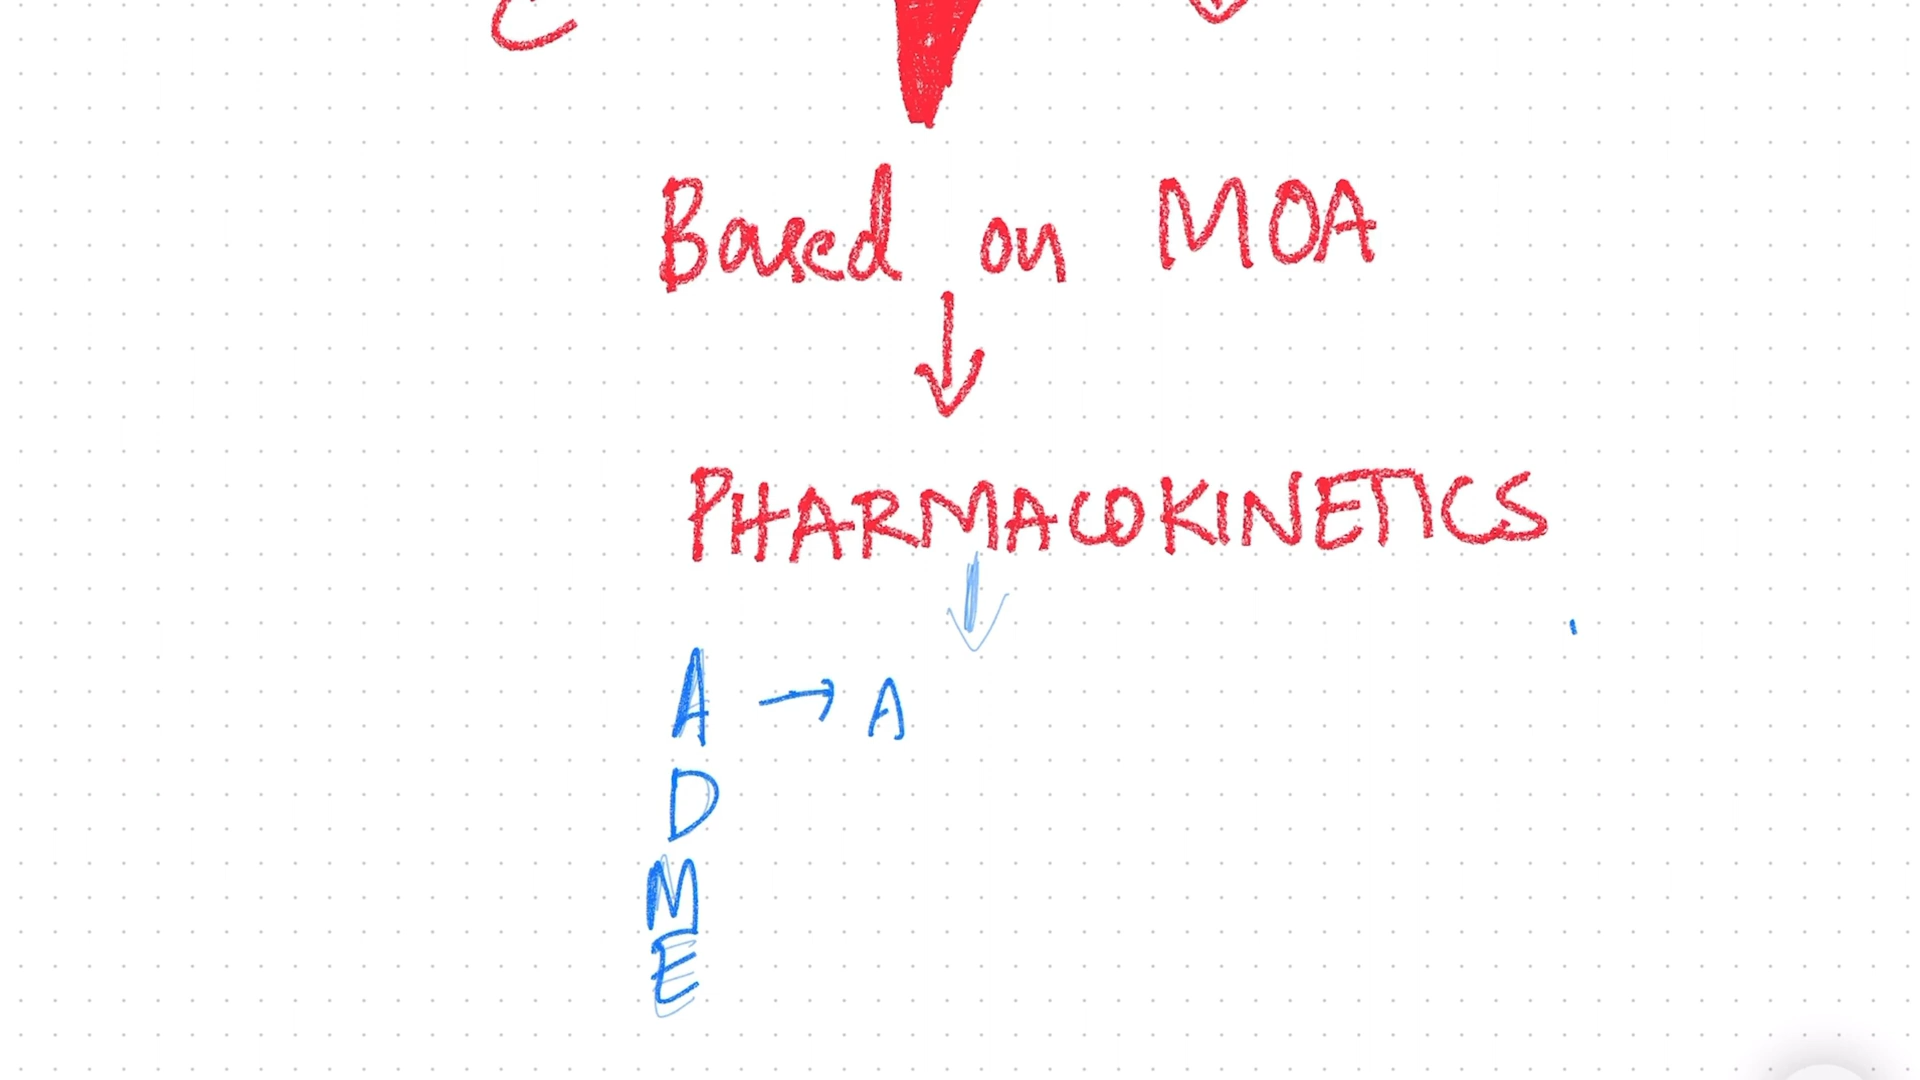 Based on MOA
PHARMACOKINETICS
A → A
D
M
E